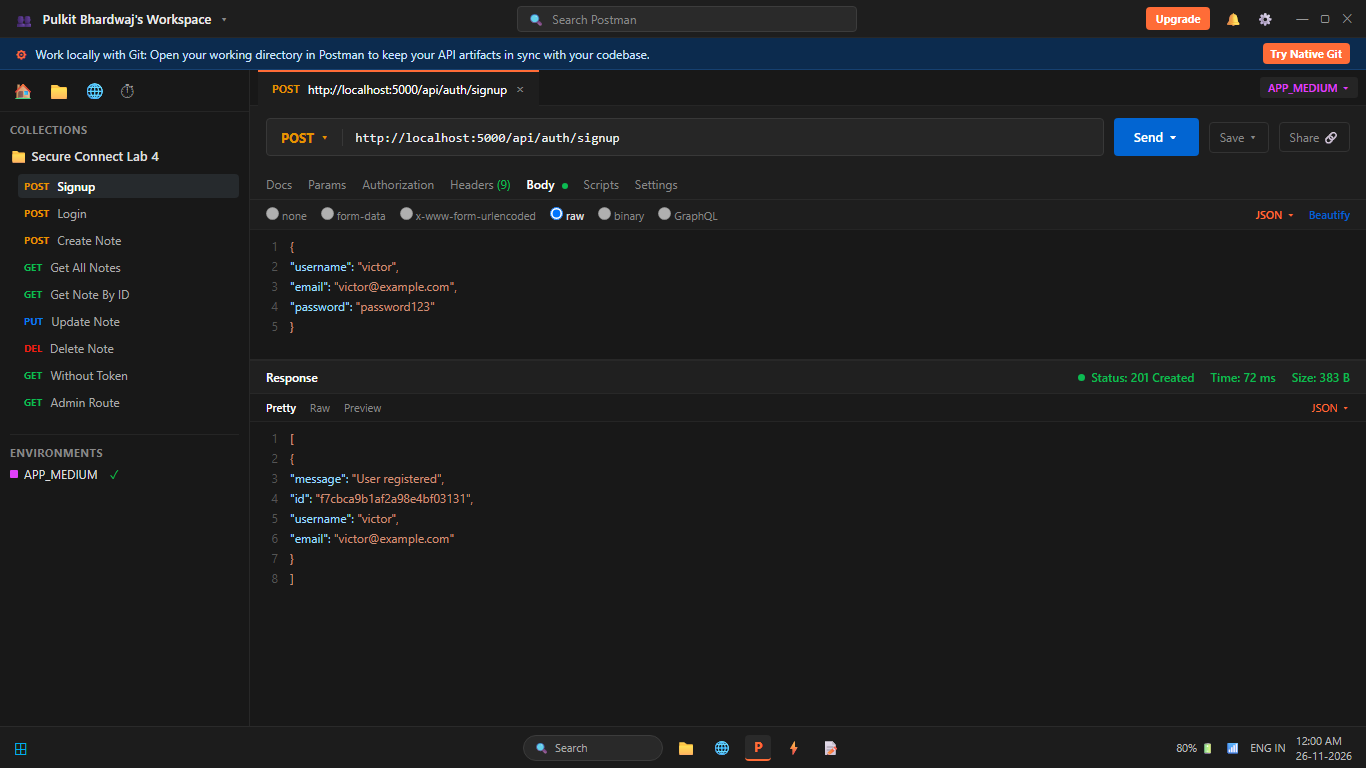 Pulkit Bhardwaj's Workspace
Search Postman
Upgrade
Work locally with Git: Open your working directory in Postman to keep your API artifacts in sync with your codebase.
Try Native Git
POST http://localhost:5000/api/auth/signup ×
APP_MEDIUM
COLLECTIONS
Secure Connect Lab 4
POST Signup
POST Login
POST Create Note
GET Get All Notes
GET Get Note By ID
PUT Update Note
DEL Delete Note
GET Without Token
GET Admin Route
ENVIRONMENTS
APP_MEDIUM ✓
POST http://localhost:5000/api/auth/signup
Send
Save
Share
Docs Params Authorization Headers (9) Body Scripts Settings
none form-data x-www-form-urlencoded raw binary GraphQL
JSON Beautify
1 {
2 "username": "victor",
3 "email": "victor@example.com",
4 "password": "password123"
5 }
Response
Status: 201 Created Time: 72 ms Size: 383 B
Pretty Raw Preview
JSON
1 [
2 {
3 "message": "User registered",
4 "id": "f7cbca9b1af2a98e4bf03131",
5 "username": "victor",
6 "email": "victor@example.com"
7 }
8 ]
Search
P
80%
ENG IN
12:00 AM
26-11-2026